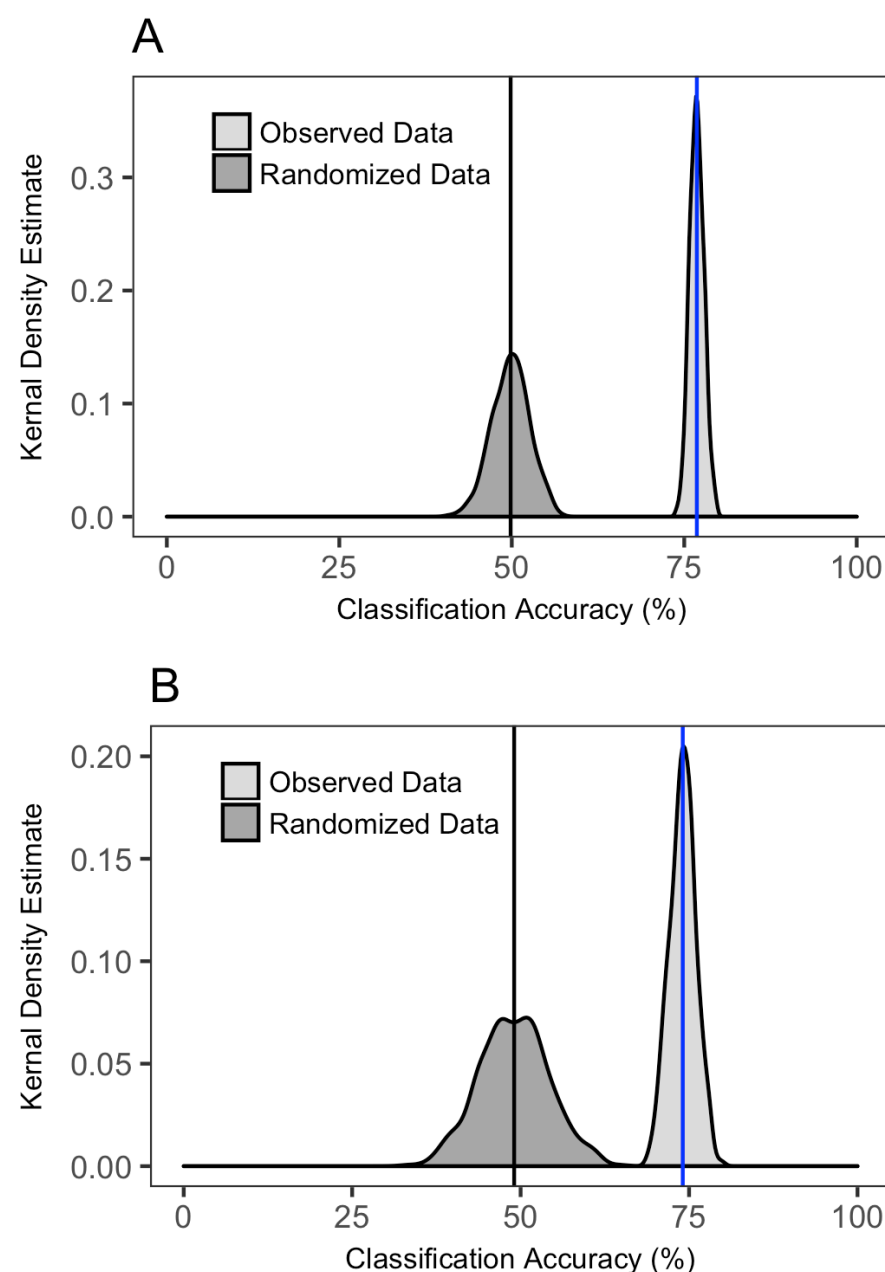 A
Observed Data
Randomized Data
Kernal Density Estimate
0.3
0.2
0.1
0.0
0 25 50 75 100
Classification Accuracy (%)
B
Observed Data
Randomized Data
Kernal Density Estimate
0.20
0.15
0.10
0.05
0.00
0 25 50 75 100
Classification Accuracy (%)